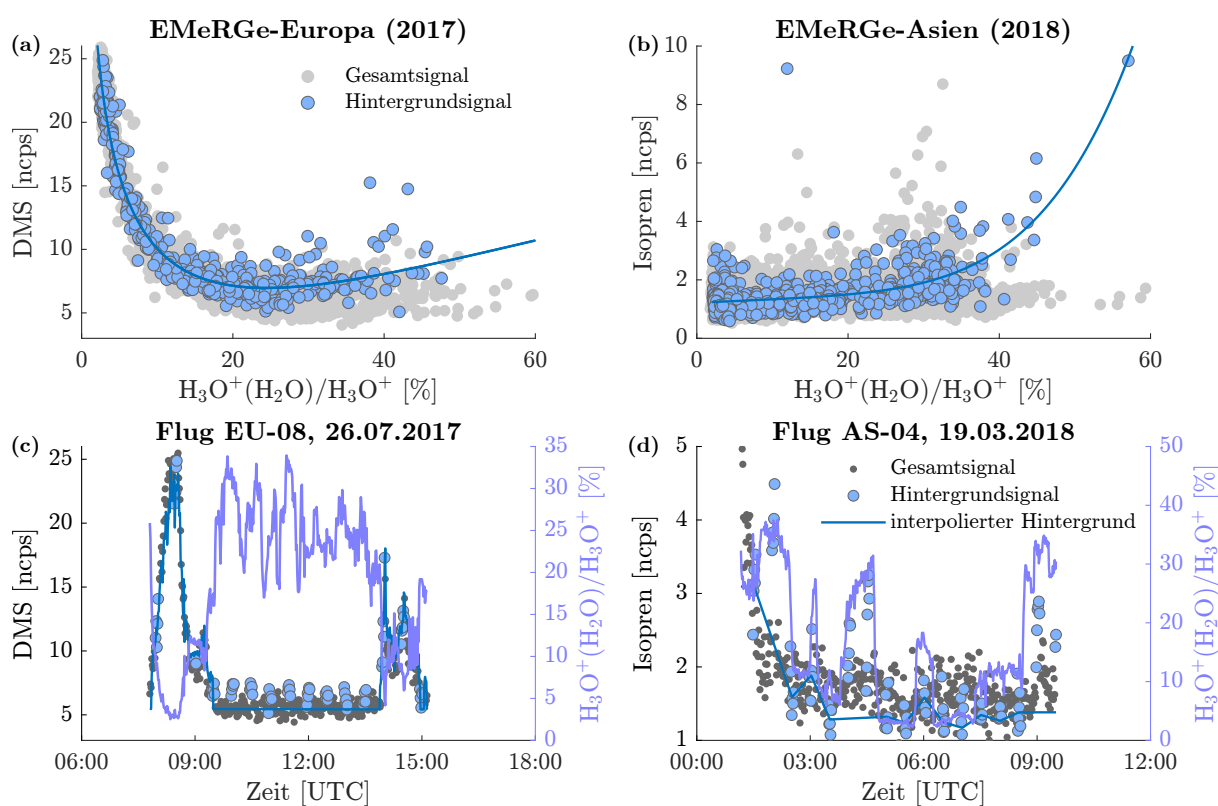 EMeRGe-Europa (2017)
(a)
DMS [ncps]
25
20
15
10
5
Gesamtsignal
Hintergrundsignal
0
20
40
60
H₃O⁺(H₂O)/H₃O⁺ [%]
EMeRGe-Asien (2018)
(b)
Isopren [ncps]
10
8
6
4
2
0
0
20
40
60
H₃O⁺(H₂O)/H₃O⁺ [%]
Flug EU-08, 26.07.2017
(c)
DMS [ncps]
25
20
15
10
5
35
30
25
20
15
10
5
0
H₃O⁺(H₂O)/H₃O⁺ [%]
06:00
09:00
12:00
15:00
18:00
Zeit [UTC]
Flug AS-04, 19.03.2018
(d)
Isopren [ncps]
5
4
3
2
1
Gesamtsignal
Hintergrundsignal
interpolierter Hintergrund
50
40
30
20
10
0
H₃O⁺(H₂O)/H₃O⁺ [%]
00:00
03:00
06:00
09:00
12:00
Zeit [UTC]